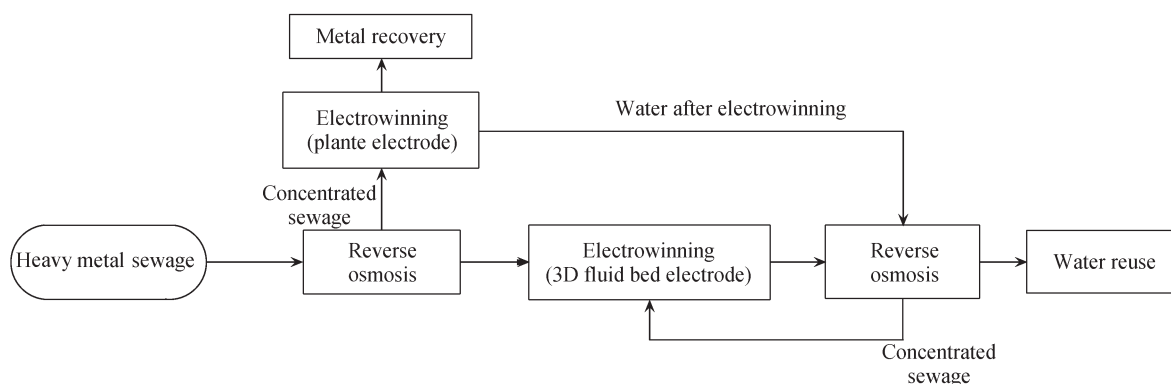 Metal recovery
Electrowinning
(plante electrode)
Water after electrowinning
Concentrated
sewage
Heavy metal sewage
Reverse
osmosis
Electrowinning
(3D fluid bed electrode)
Reverse
osmosis
Water reuse
Concentrated
sewage